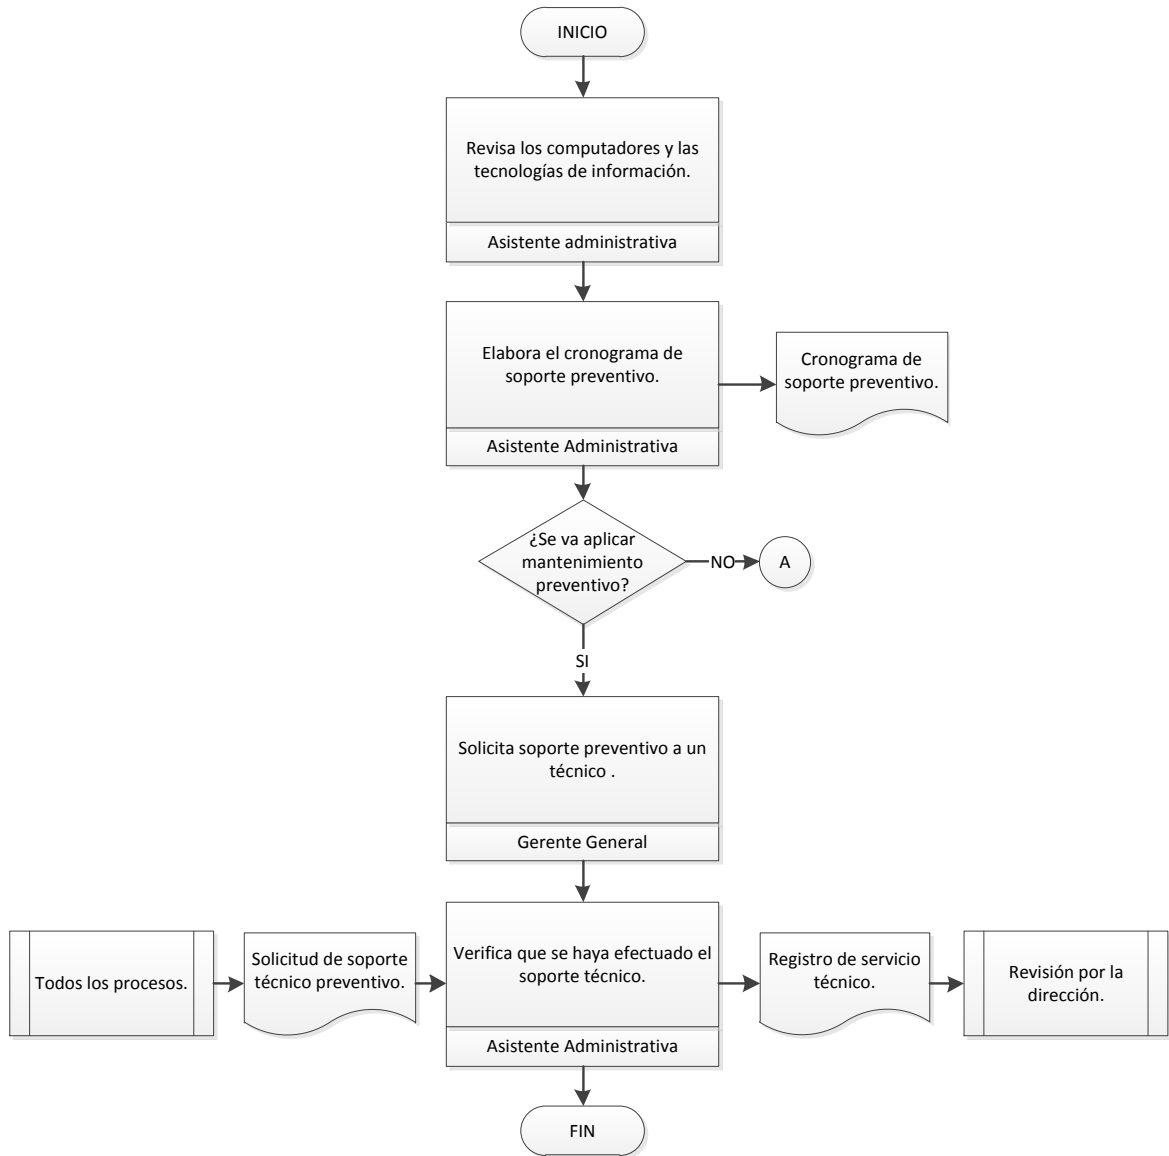 INICIO
Revisa los computadores y las
tecnologías de información.
Asistente administrativa
Elabora el cronograma de
soporte preventivo.
Asistente Administrativa
Cronograma de
soporte preventivo.
¿Se va aplicar
mantenimiento
preventivo?
NO
A
SI
Solicita soporte preventivo a un
técnico .
Gerente General
Todos los procesos.
Solicitud de soporte
técnico preventivo.
Verifica que se haya efectuado el
soporte técnico.
Asistente Administrativa
Registro de servicio
técnico.
Revisión por la
dirección.
FIN